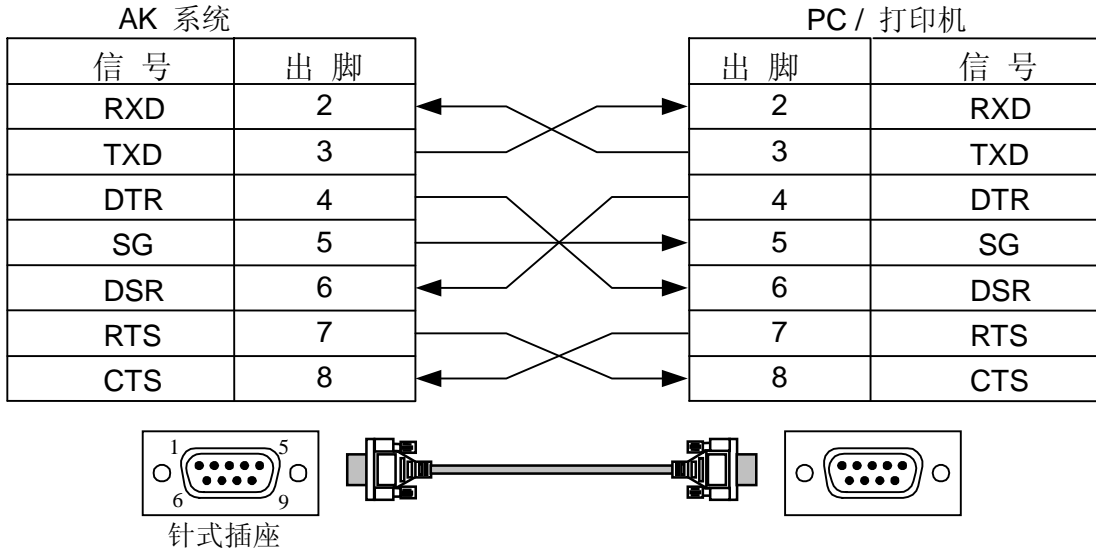 AK 系统 PC / 打印机
信 号 出 脚 出 脚 信 号
RXD 2 2 RXD
TXD 3 3 TXD
DTR 4 4 DTR
SG 5 5 SG
DSR 6 6 DSR
RTS 7 7 RTS
CTS 8 8 CTS
1 5
6 9
针式插座